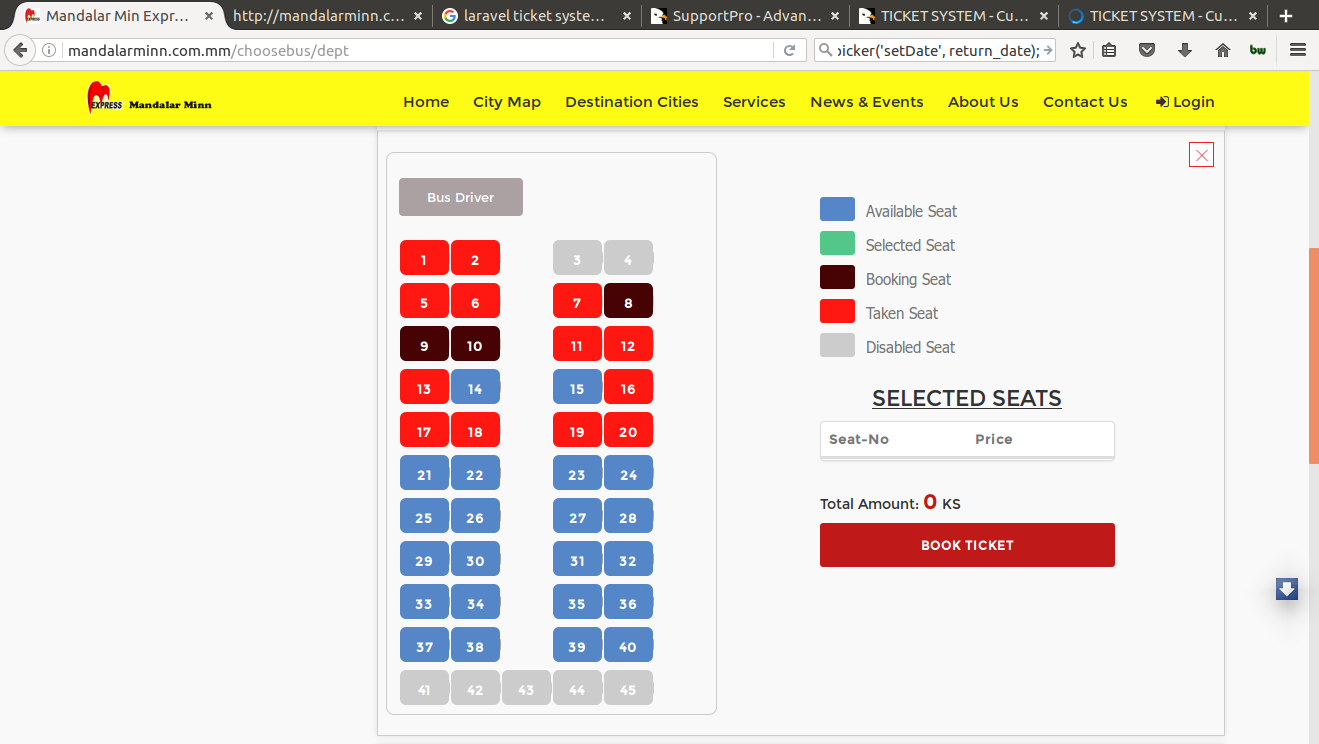 Mandalar Min Expr... × http://mandalarminn.c... × laravel ticket syste... × SupportPro - Advan... × TICKET SYSTEM - Cu... × TICKET SYSTEM - Cu... × +
mandalarminn.com.mm/choosebus/dept picker('setDate', return_date); bw
EXPRESS Mandalar Minn Home City Map Destination Cities Services News & Events About Us Contact Us Login
Bus Driver
1 2 3 4
5 6 7 8
9 10 11 12
13 14 15 16
17 18 19 20
21 22 23 24
25 26 27 28
29 30 31 32
33 34 35 36
37 38 39 40
41 42 43 44 45
Available Seat
Selected Seat
Booking Seat
Taken Seat
Disabled Seat
SELECTED SEATS
Seat-No Price
Total Amount: 0 KS
BOOK TICKET